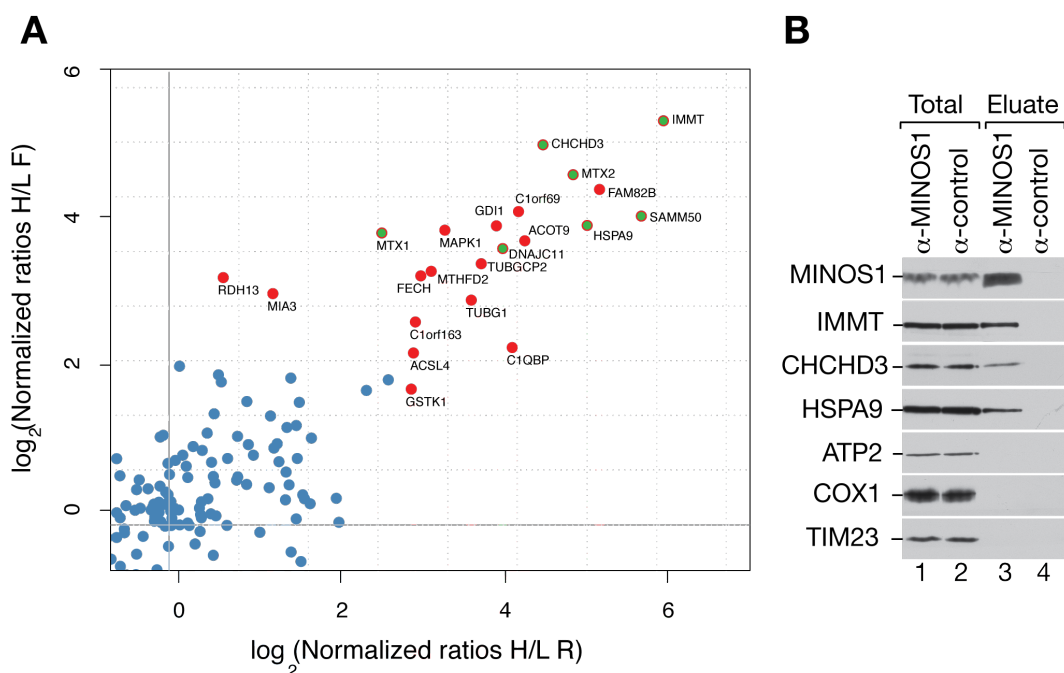 A
6
4
2
0
0
2
4
6
log2(Normalized ratios H/L F)
log2(Normalized ratios H/L R)
IMMT
CHCHD3
MTX2
FAM82B
C1orf69
SAMM50
GDI1
HSPA9
MTX1
MAPK1
ACOT9
DNAJC11
TUBGCP2
MTHFD2
FECH
RDH13
MIA3
TUBG1
C1orf163
C1QBP
ACSL4
GSTK1
B
Total Eluate
α-MINOS1
α-control
α-MINOS1
α-control
MINOS1
IMMT
CHCHD3
HSPA9
ATP2
COX1
TIM23
1 2 3 4